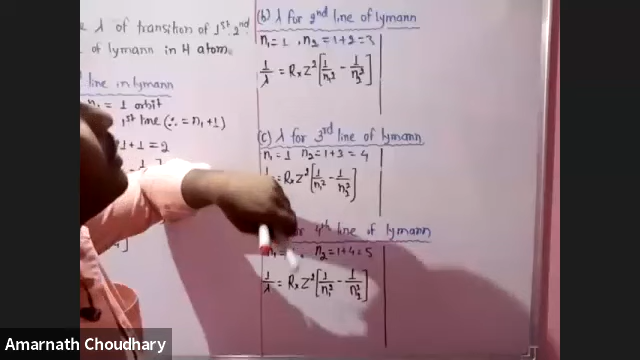 λ of transition of 1st 2nd
of lymann in H atom.
line in lymann
= 1 orbit
1st line (∴ = n₁+1)
1+1 = 2
(b) λ for 2nd line of lymann
n₁=1 , n₂ = 1+2 = 3
1/λ = R × Z² [1/n₁² − 1/n₂²]
(c) λ for 3rd line of lymann
n₁=1 n₂ = 1+3 = 4
= R× Z² [1/n₁² − 1/n₂²]
for 4th line of lymann
n₁= , n₂ = 1+4 = 5
1/λ = R× Z² [1/n₁² − 1/n₂²]
Amarnath Choudhary